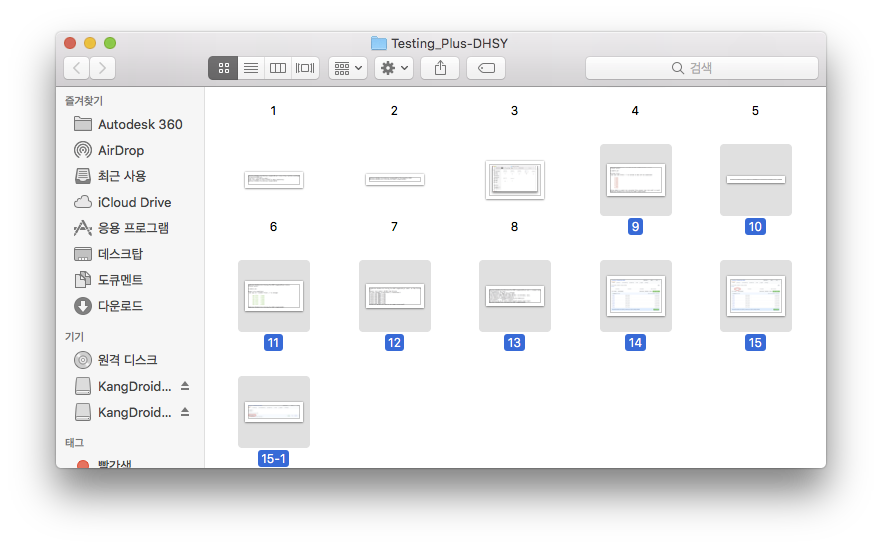 Testing_Plus-DHSY
검색
즐겨찾기
Autodesk 360
AirDrop
최근 사용
iCloud Drive
응용 프로그램
데스크탑
도큐멘트
다운로드
기기
원격 디스크
KangDroid...
KangDroid...
태그
빨간색
1 2 3 4 5
6 7 8 9 10
11 12 13 14 15
15-1